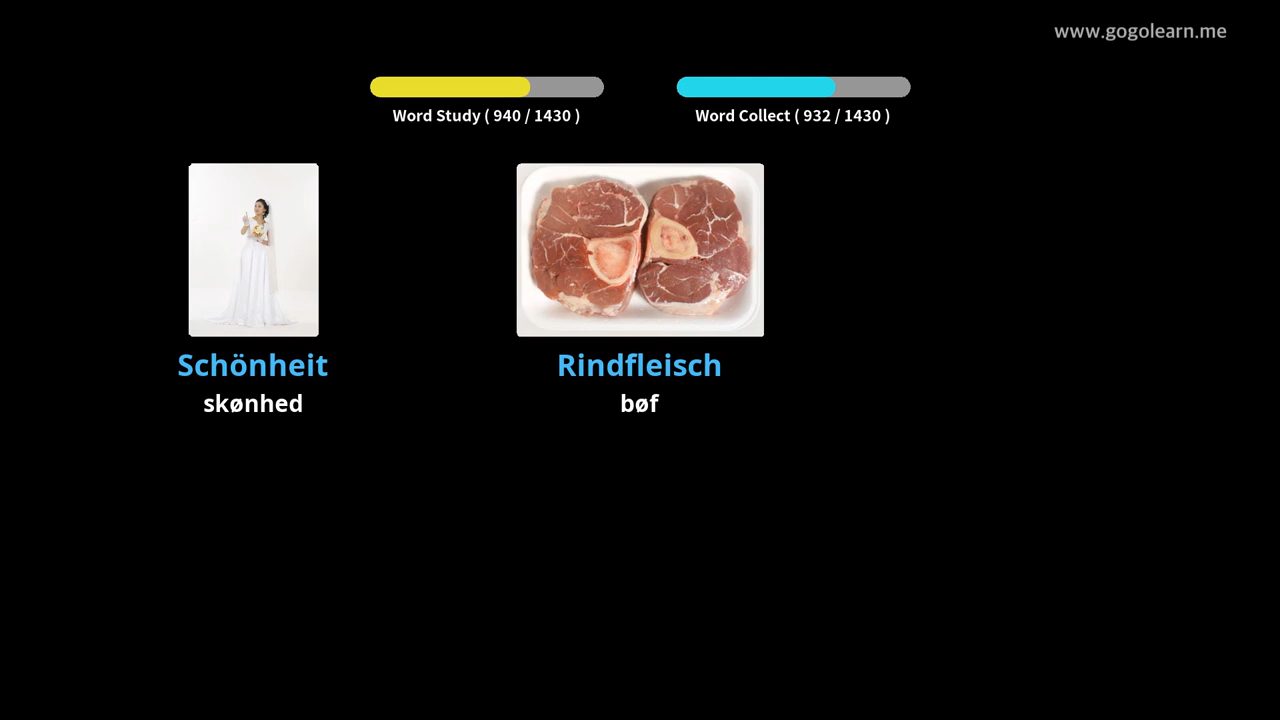 www.gogolearn.me
Word Study ( 940 / 1430 )
Word Collect ( 932 / 1430 )
Schönheit
skønhed
Rindfleisch
bøf